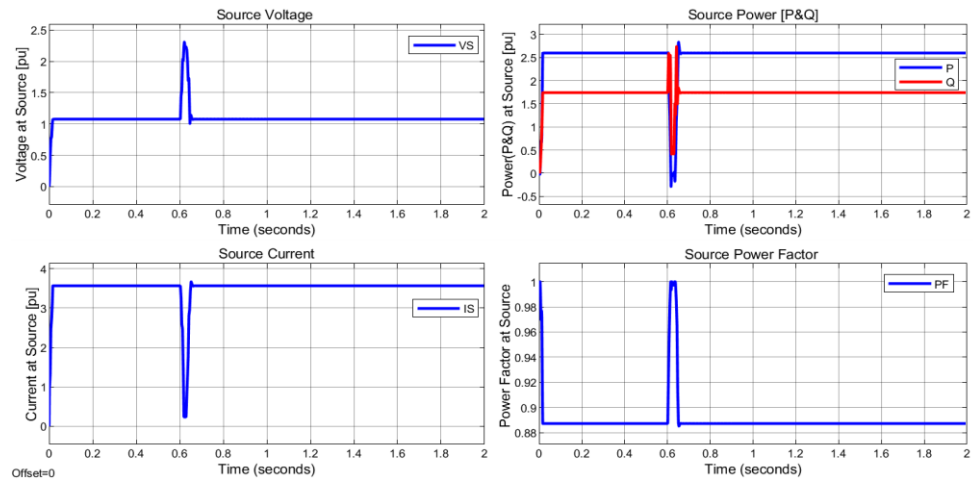 Source Voltage
2.5
2
1.5
1
0.5
0
Voltage at Source [pu]
VS
0 0.2 0.4 0.6 0.8 1 1.2 1.4 1.6 1.8 2
Time (seconds)
Source Power [P&Q]
3
2.5
2
1.5
1
0.5
0
-0.5
Power(P&Q) at Source [pu]
P
Q
0 0.2 0.4 0.6 0.8 1 1.2 1.4 1.6 1.8 2
Time (seconds)
Source Current
4
3
2
1
0
Current at Source [pu]
IS
0 0.2 0.4 0.6 0.8 1 1.2 1.4 1.6 1.8 2
Time (seconds)
Offset=0
Source Power Factor
1
0.98
0.96
0.94
0.92
0.9
0.88
Power Factor at Source
PF
0 0.2 0.4 0.6 0.8 1 1.2 1.4 1.6 1.8 2
Time (seconds)